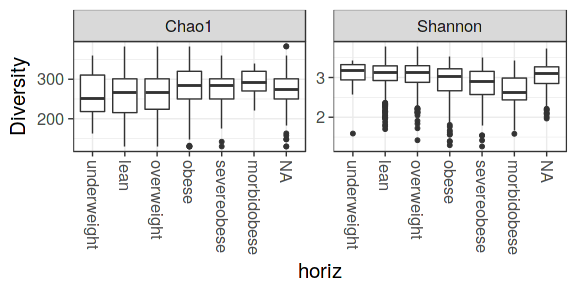 Chao1 Shannon
Diversity
300
200
3
2
underweight lean overweight obese severeobese morbidobese NA
underweight lean overweight obese severeobese morbidobese NA
horiz